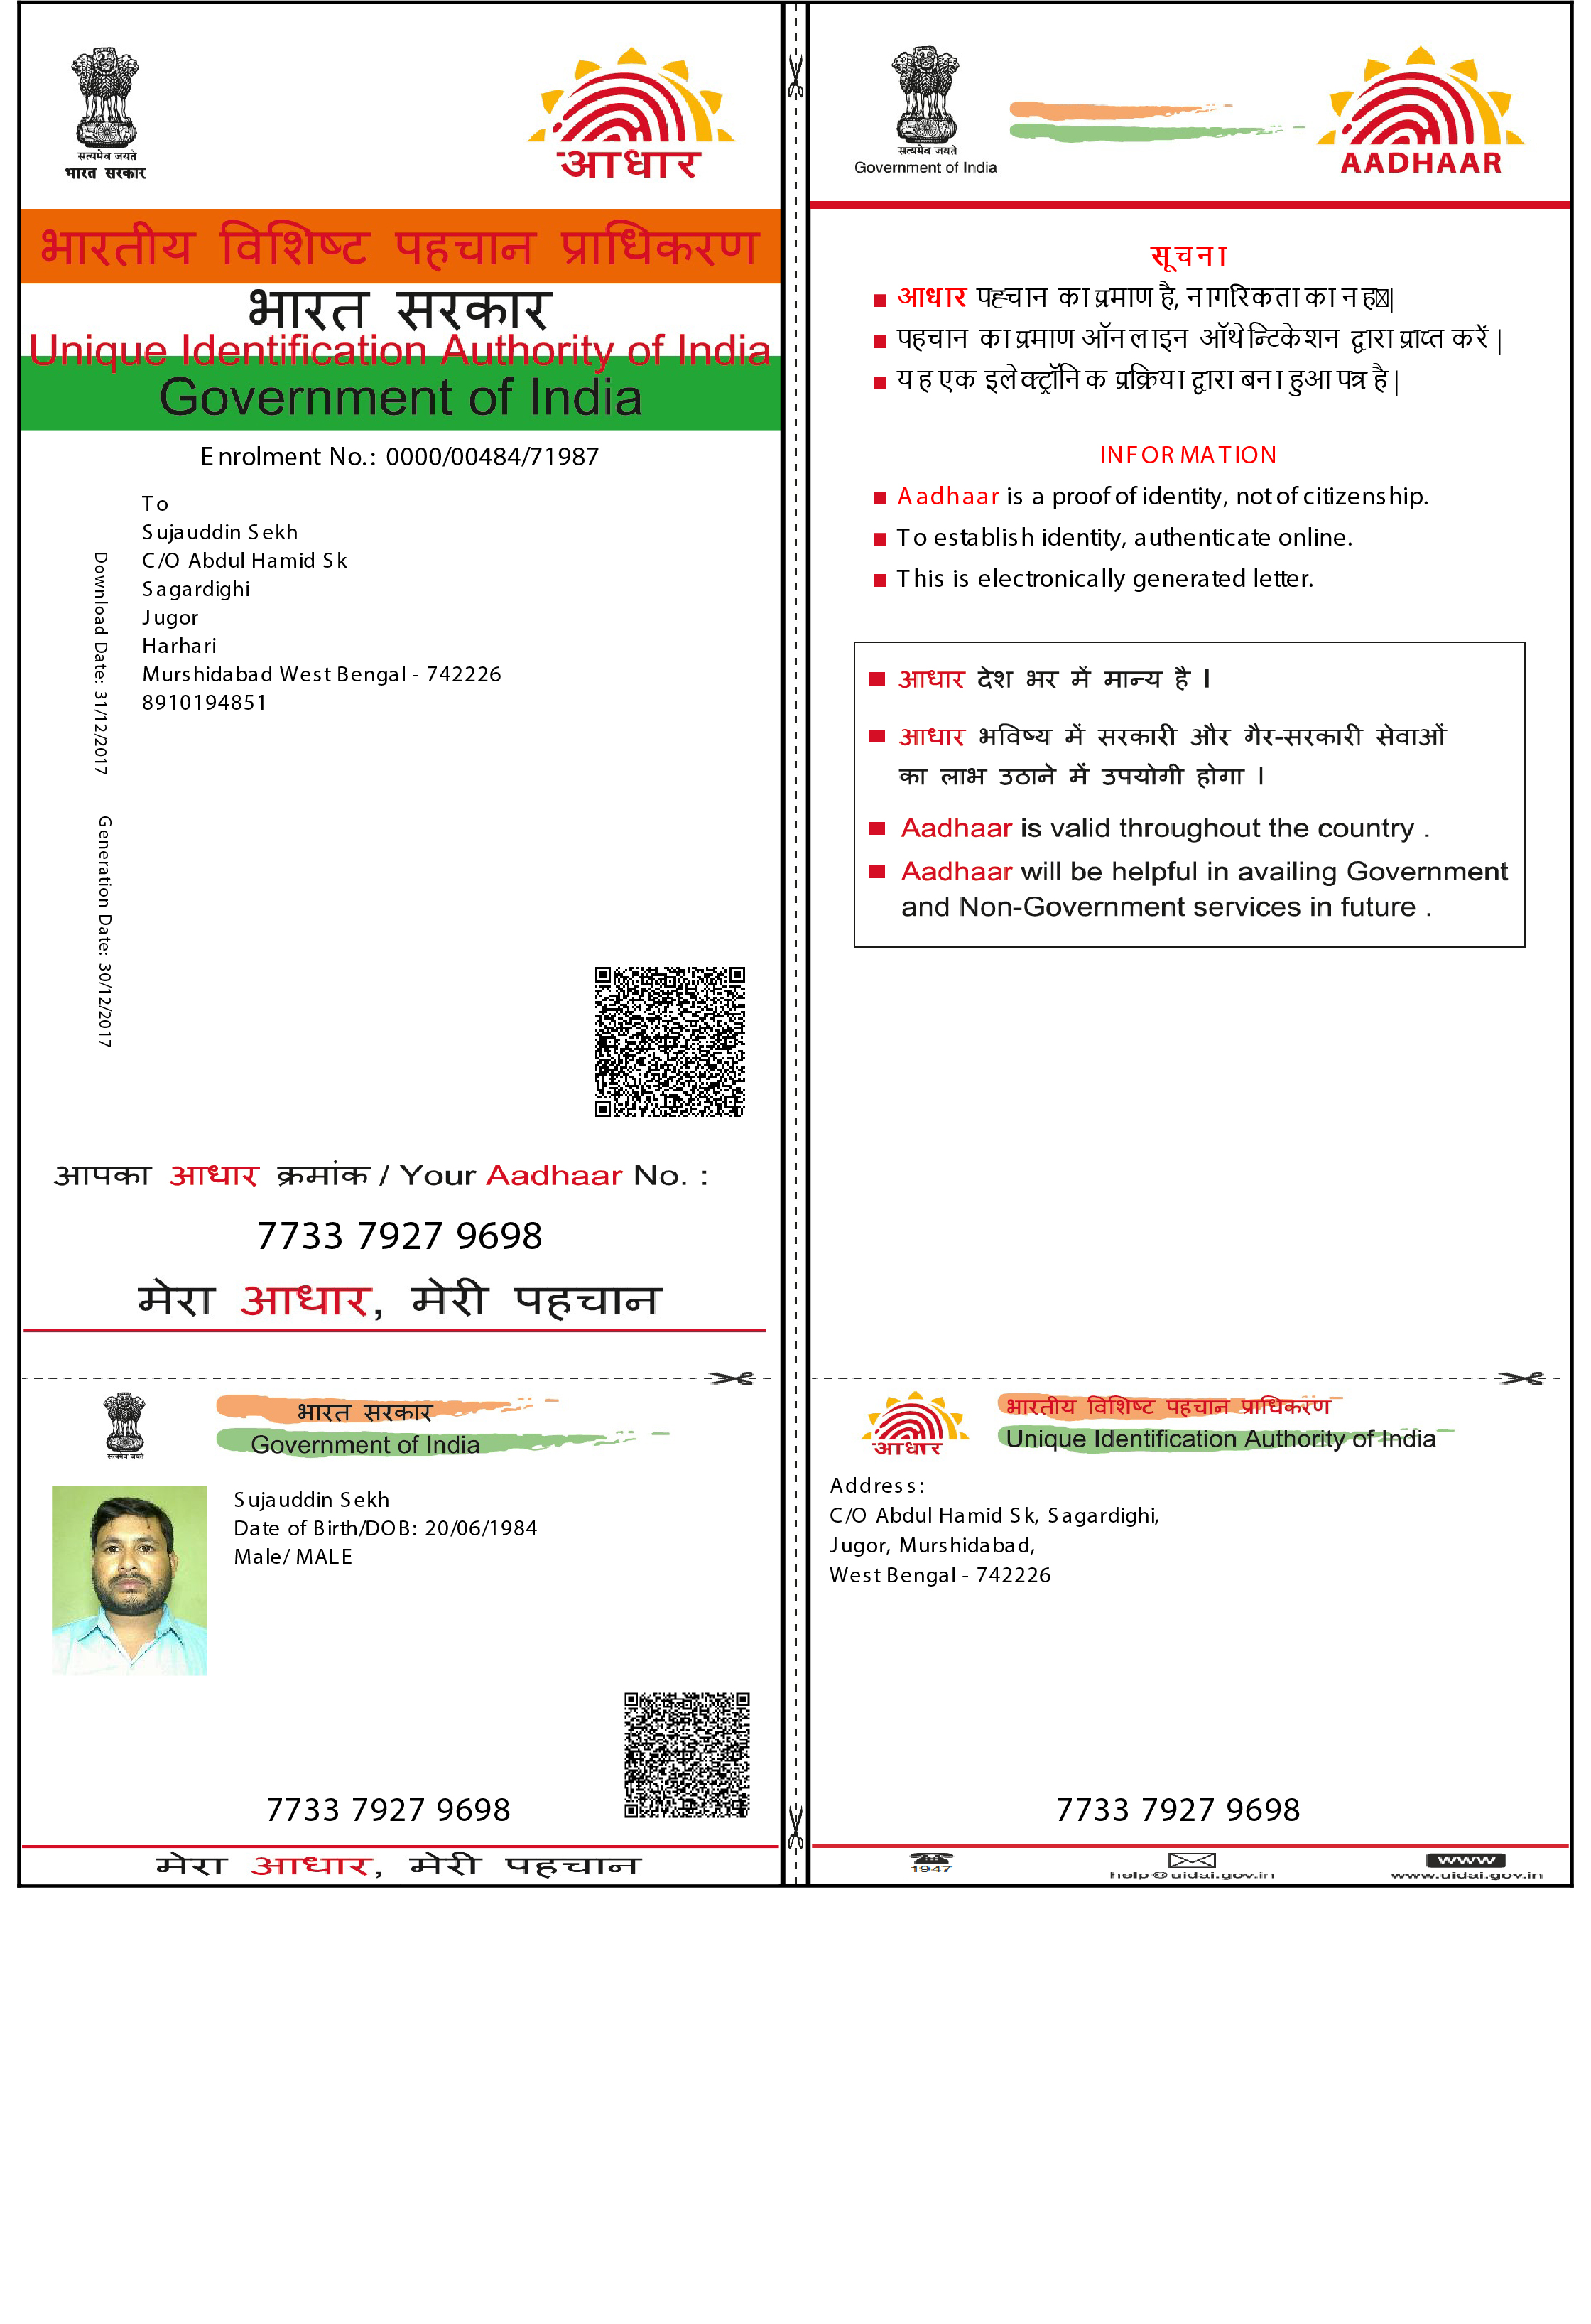 सत्यमेव जयते
भारत सरकार
आधार
भारतीय विशिष्ट पहचान प्राधिकरण
भारत सरकार
Unique Identification Authority of India
Government of India
Enrolment No.: 0000/00484/71987
To
Sujauddin Sekh
C/O Abdul Hamid Sk
Sagardighi
Jugor
Harhari
Murshidabad West Bengal - 742226
8910194851
Download Date: 31/12/2017
Generation Date: 30/12/2017
आपका आधार क्रमांक / Your Aadhaar No. :
7733 7927 9698
मेरा आधार, मेरी पहचान
सत्यमेव जयते
भारत सरकार
Government of India
Sujauddin Sekh
Date of Birth/DOB: 20/06/1984
Male/ MALE
7733 7927 9698
मेरा आधार, मेरी पहचान
सत्यमेव जयते
Government of India
AADHAAR
सूचना
आधार पहचान का प्रमाण है, नागरिकता का
पहचान का प्रमाण ऑनलाइन ऑथेन्टिकेशन द्वारा प्राप्त करें |
यह एक इलेक्ट्रॉनिक प्रक्रिया द्वारा बना हुआ पत्र है |
INFORMATION
Aadhaar is a proof of identity, not of citizenship.
To establish identity, authenticate online.
This is electronically generated letter.
आधार देश भर में मान्य है ।
आधार भविष्य में सरकारी और गैर-सरकारी सेवाओं
का लाभ उठाने में उपयोगी होगा ।
Aadhaar is valid throughout the country .
Aadhaar will be helpful in availing Government
and Non-Government services in future .
आधार
भारतीय विशिष्ट पहचान प्राधिकरण
Unique Identification Authority of India
Address:
C/O Abdul Hamid Sk, Sagardighi,
Jugor, Murshidabad,
West Bengal - 742226
7733 7927 9698
1947
help@uidai.gov.in
www
www.uidai.gov.in